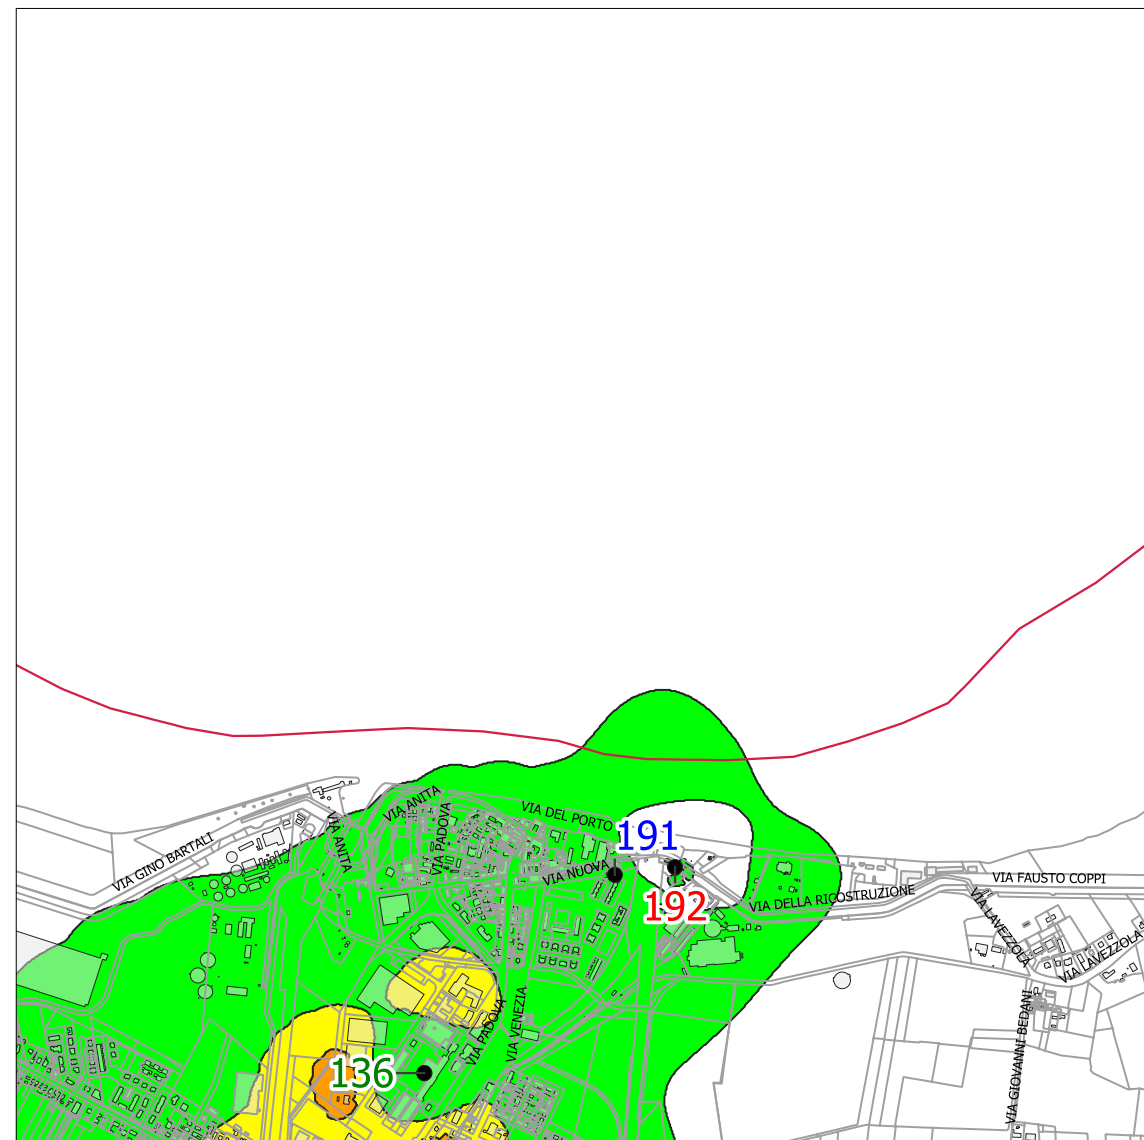 VIA ANITA
VIA PADOVA
VIA DEL PORTO
191
VIA GINO BARTALI
VIA ANITA
VIA NUOVA
192
VIA DELLA RICOSTRUZIONE
VIA FAUSTO COPPI
VIA LAVEZZOLA
VIA LAVEZZOLA
VIA PADOVA
VIA VENEZIA
VIA GIOVANNI BEDANI
136